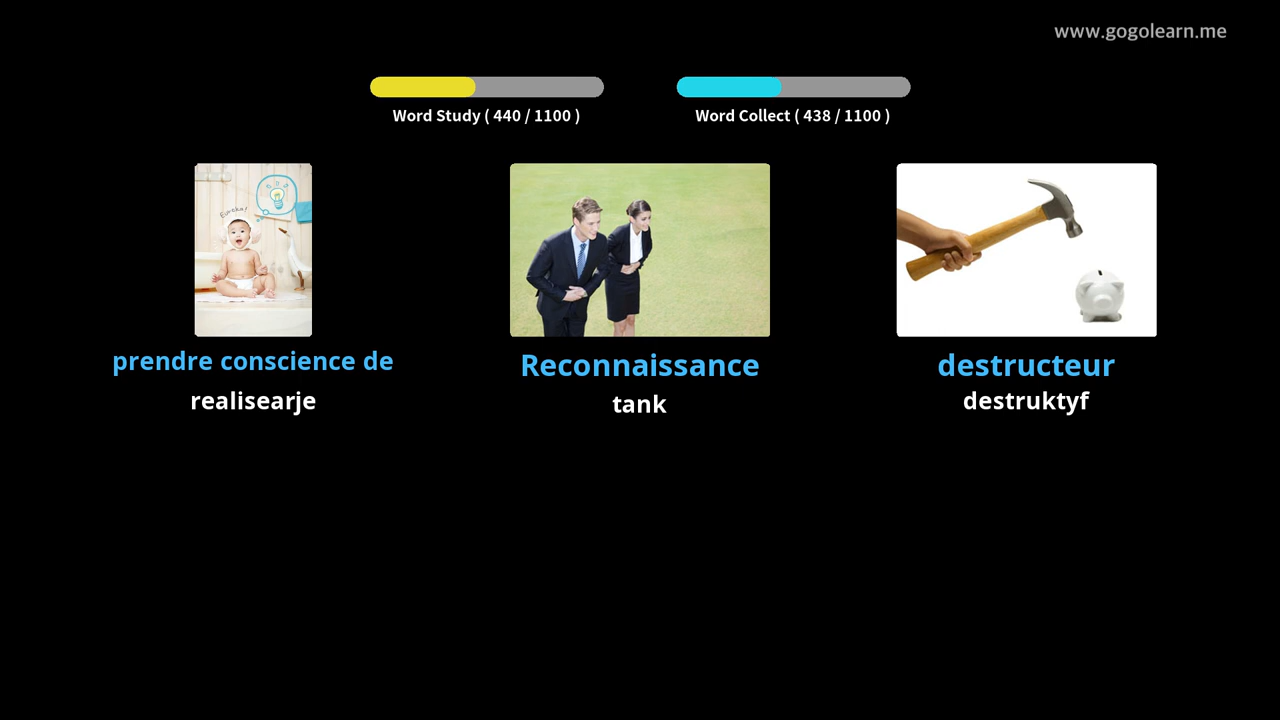 www.gogolearn.me
Word Study ( 440 / 1100 )
Word Collect ( 438 / 1100 )
Eureka!
prendre conscience de
Reconnaissance
destructeur
realisearje
tank
destruktyf